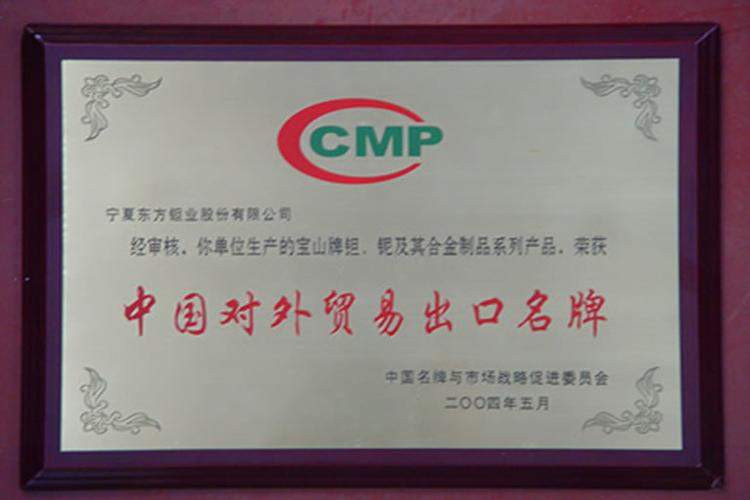 CMP
宁夏东方钽业股份有限公司
经审核，你单位生产的宝山牌钽、铌及其合金制品系列产品，荣获
中国对外贸易出口名牌
中国名牌与市场战略促进委员会
二〇〇四年五月